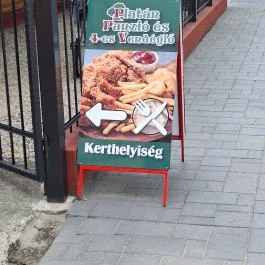 Platán
Panzió és
4-es Vendéglő
Kerthelyiség